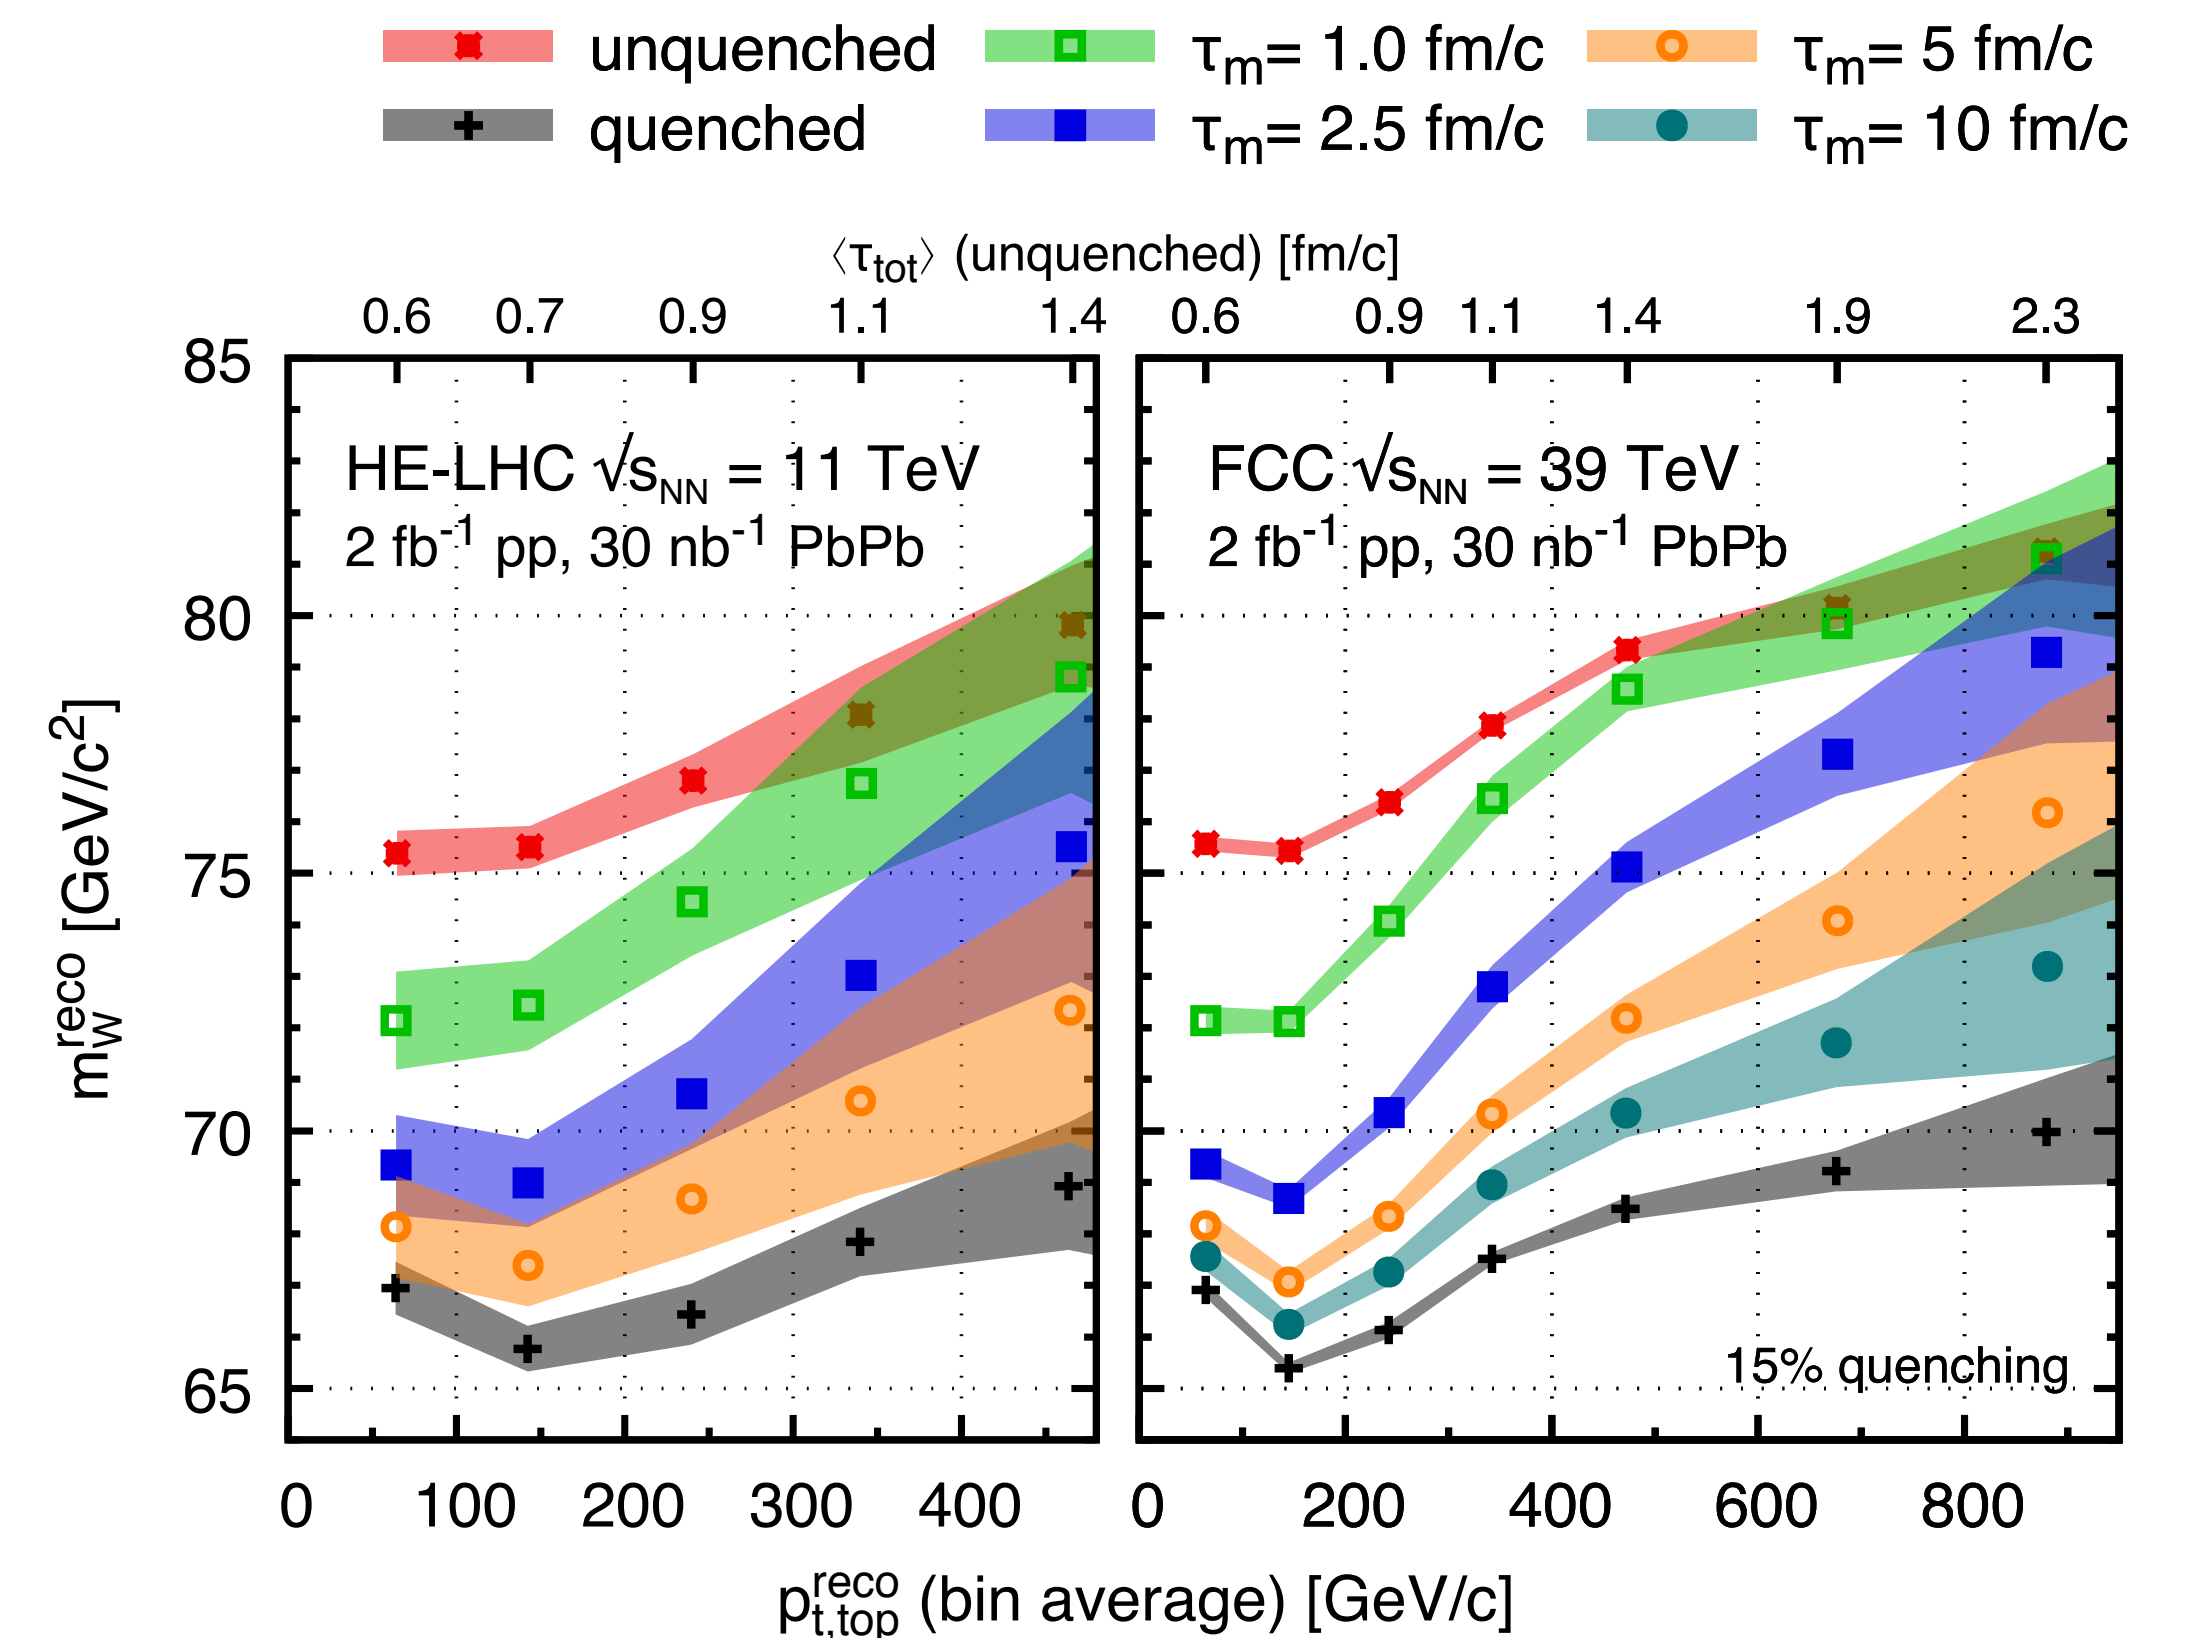 unquenched τm= 1.0 fm/c τm= 5 fm/c
quenched τm= 2.5 fm/c τm= 10 fm/c
⟨τtot⟩ (unquenched) [fm/c]
0.6 0.7 0.9 1.1 1.4 0.6 0.9 1.1 1.4 1.9 2.3
85
HE-LHC √sNN = 11 TeV
2 fb-1 pp, 30 nb-1 PbPb
FCC √sNN = 39 TeV
2 fb-1 pp, 30 nb-1 PbPb
80
75
70
65
mWreco [GeV/c2]
15% quenching
0 100 200 300 400 0 200 400 600 800
pt,topreco (bin average) [GeV/c]